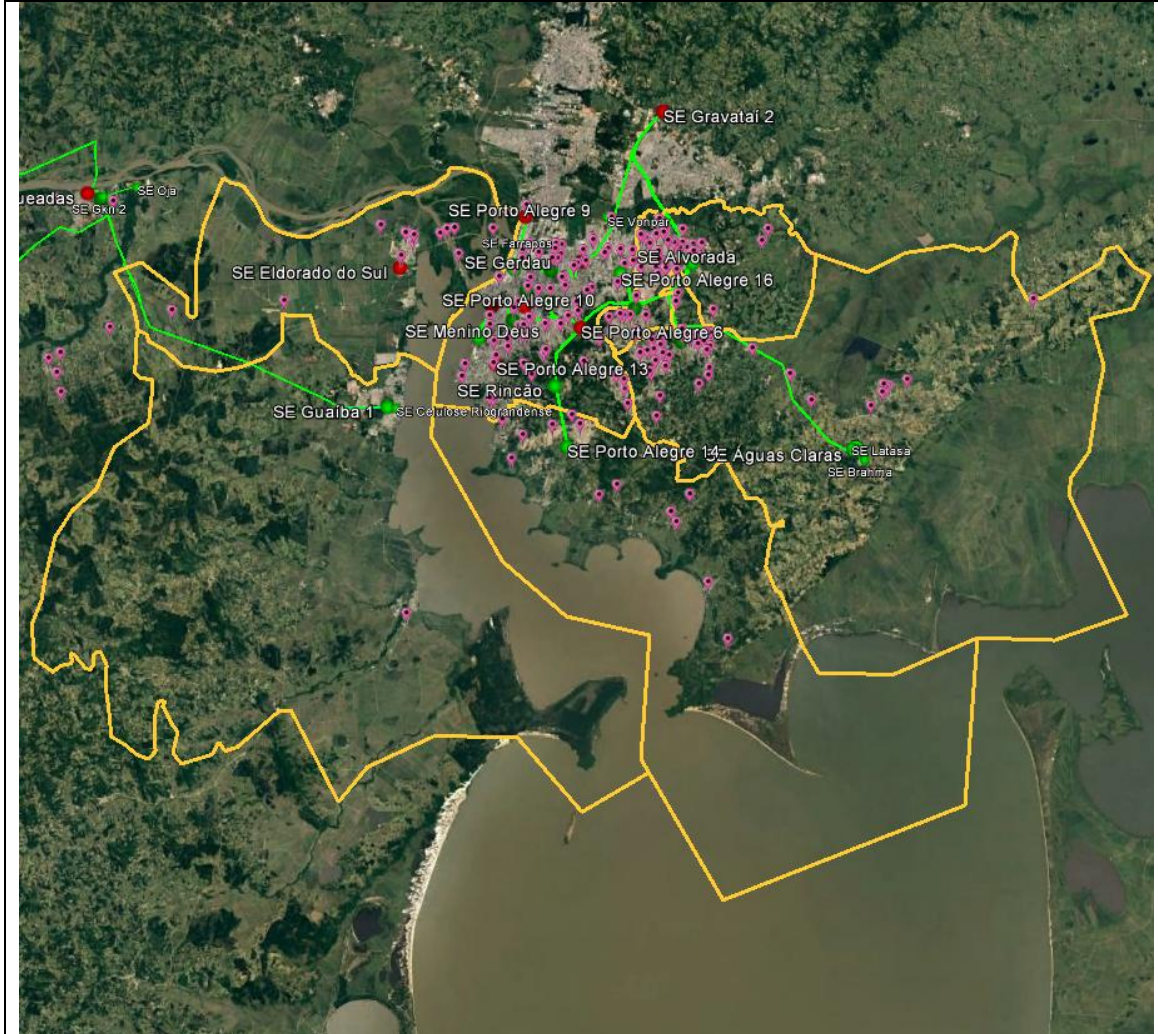 SE Gravataí 2
SE Oja
ueadas
SE Gkn 2
SE Porto Alegre 9
SE Vonpar
SE Farrapos
SE Gerdau
SE Alvorada
SE Eldorado do Sul
SE Porto Alegre 16
SE Porto Alegre 10
SE Menino Deus
SE Porto Alegre 6
SE Porto Alegre 13
SE Rincão
SE Guaíba 1
SE Celulose Riograndense
SE Porto Alegre 14
SE Aguas Claras
SE Latasa
SE Brahma